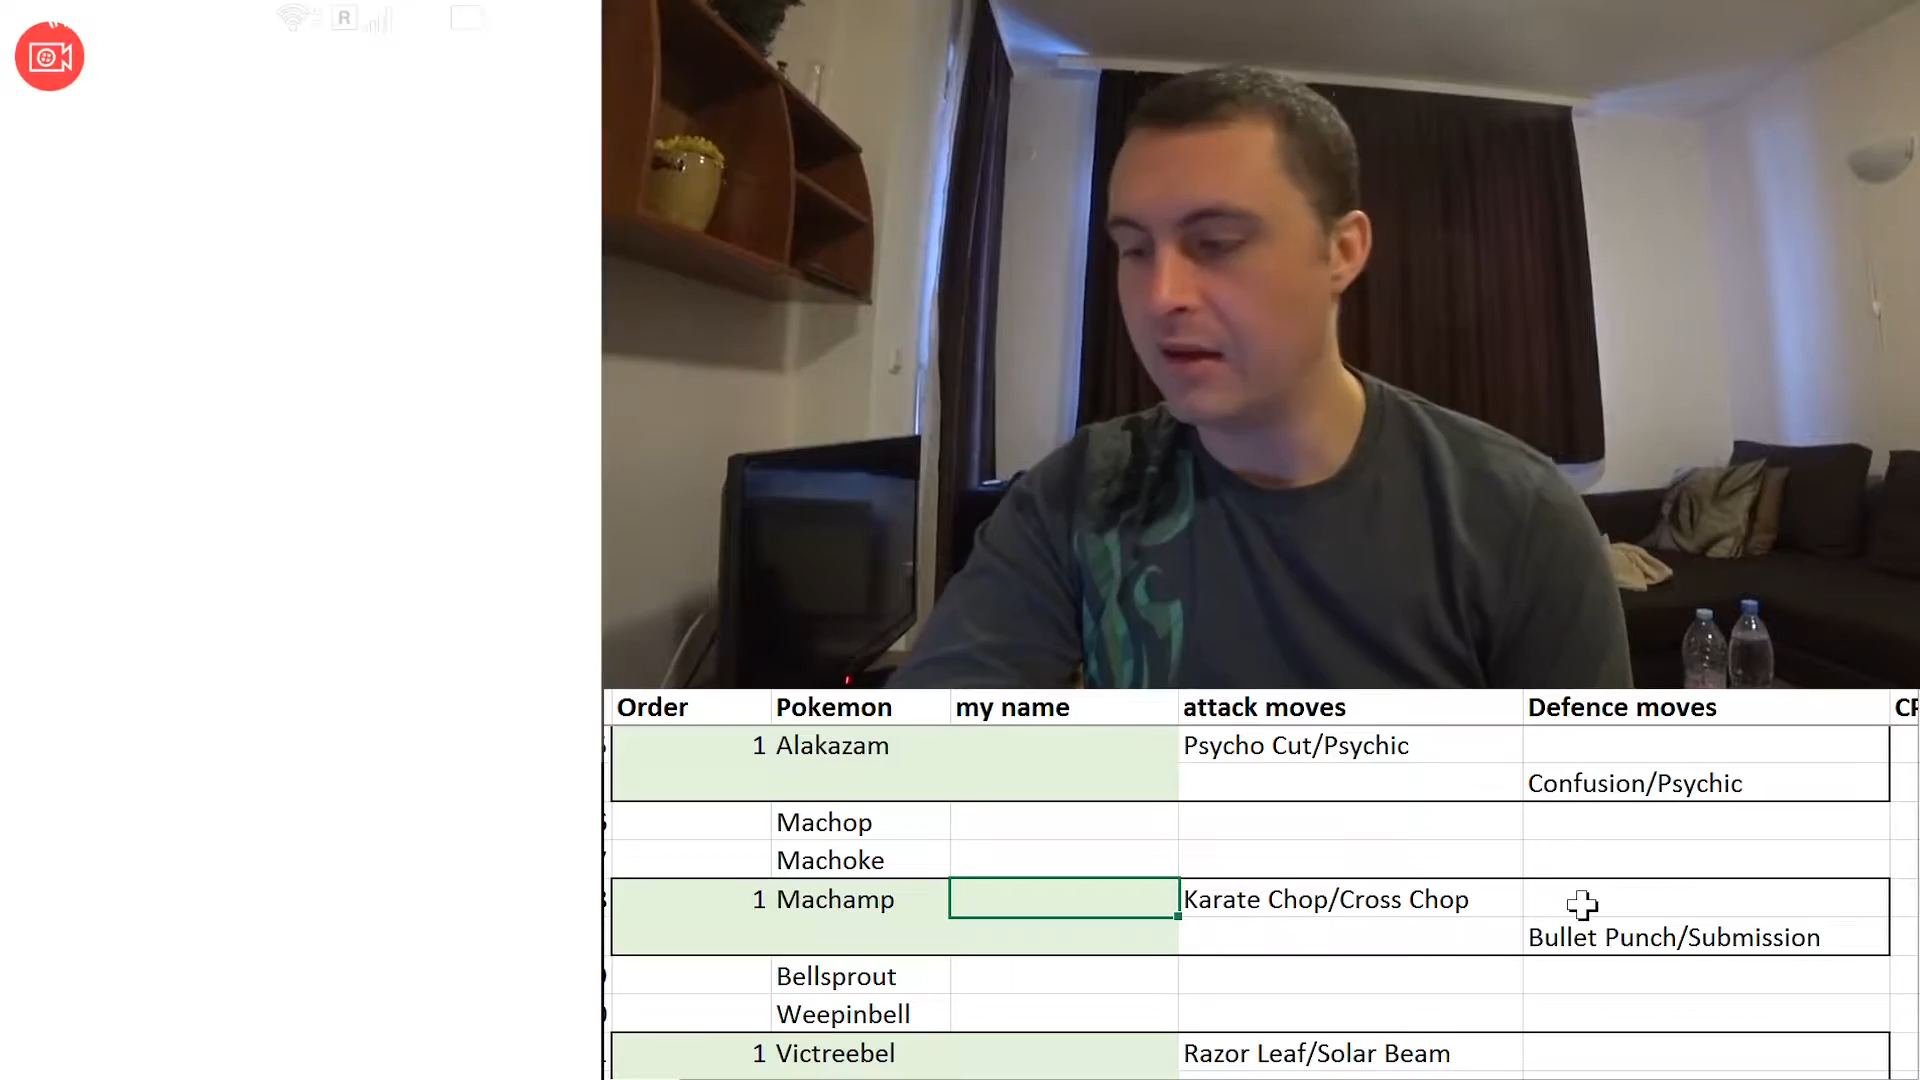 R
Order Pokemon my name attack moves Defence moves
1 Alakazam Psycho Cut/Psychic
Confusion/Psychic
Machop
Machoke
1 Machamp Karate Chop/Cross Chop
Bullet Punch/Submission
Bellsprout
Weepinbell
1 Victreebel Razor Leaf/Solar Beam